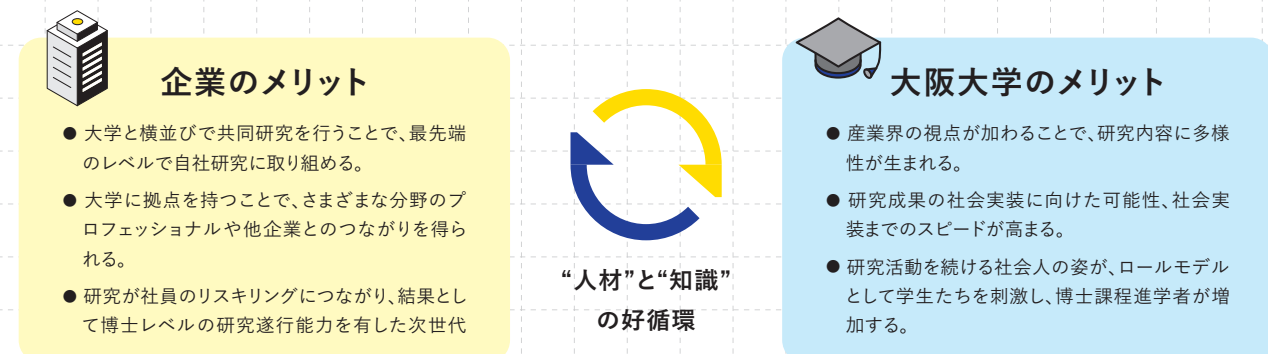 企業のメリット
● 大学と横並びで共同研究を行うことで、最先端
のレベルで自社研究に取り組める。
● 大学に拠点を持つことで、さまざまな分野のプ
ロフェッショナルや他企業とのつながりを得ら
れる。
● 研究が社員のリスキリングにつながり、結果とし
て博士レベルの研究遂行能力を有した次世代
“人材”と“知識”
の好循環
大阪大学のメリット
● 産業界の視点が加わることで、研究内容に多様
性が生まれる。
● 研究成果の社会実装に向けた可能性、社会実
装までのスピードが高まる。
● 研究活動を続ける社会人の姿が、ロールモデル
として学生たちを刺激し、博士課程進学者が増
加する。